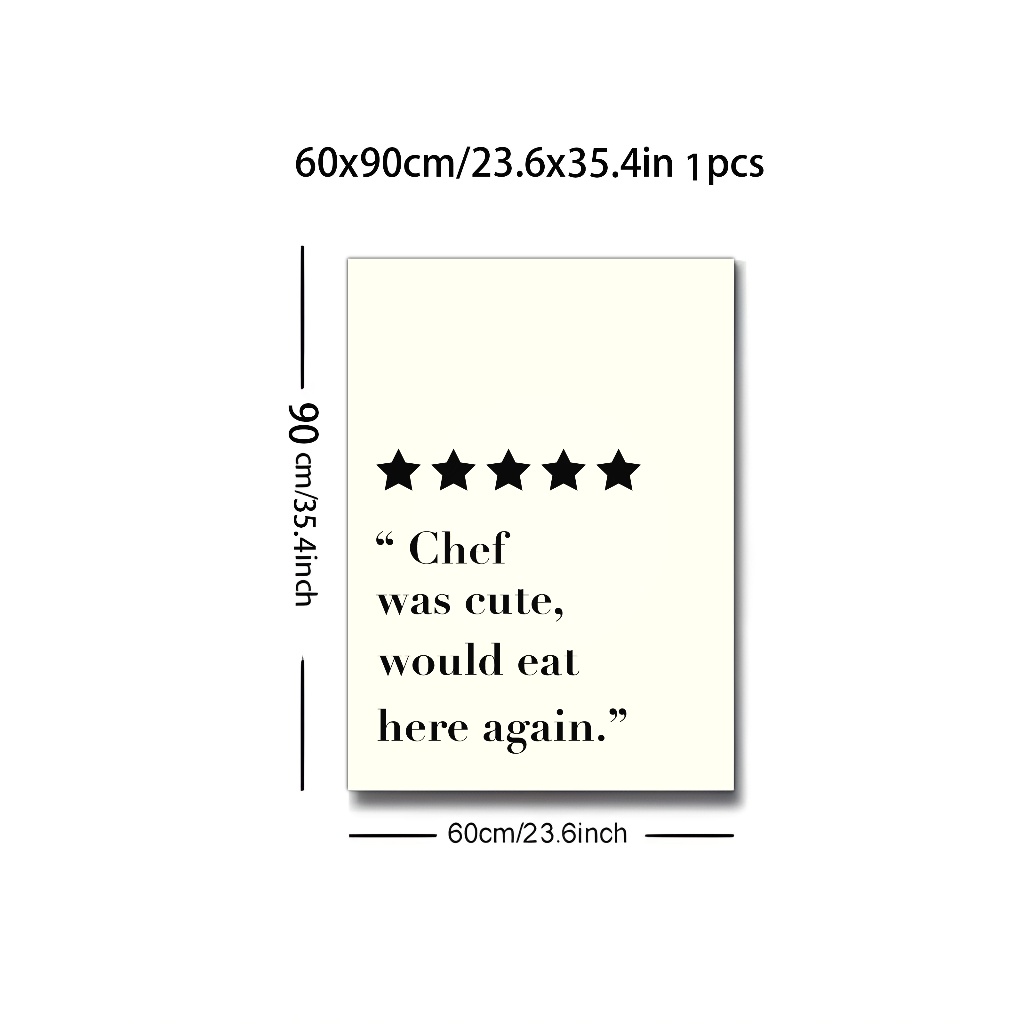 60x90cm/23.6x35.4in 1pcs
90 cm/35.4inch
“ Chef
was cute,
would eat
here again.”
60cm/23.6inch